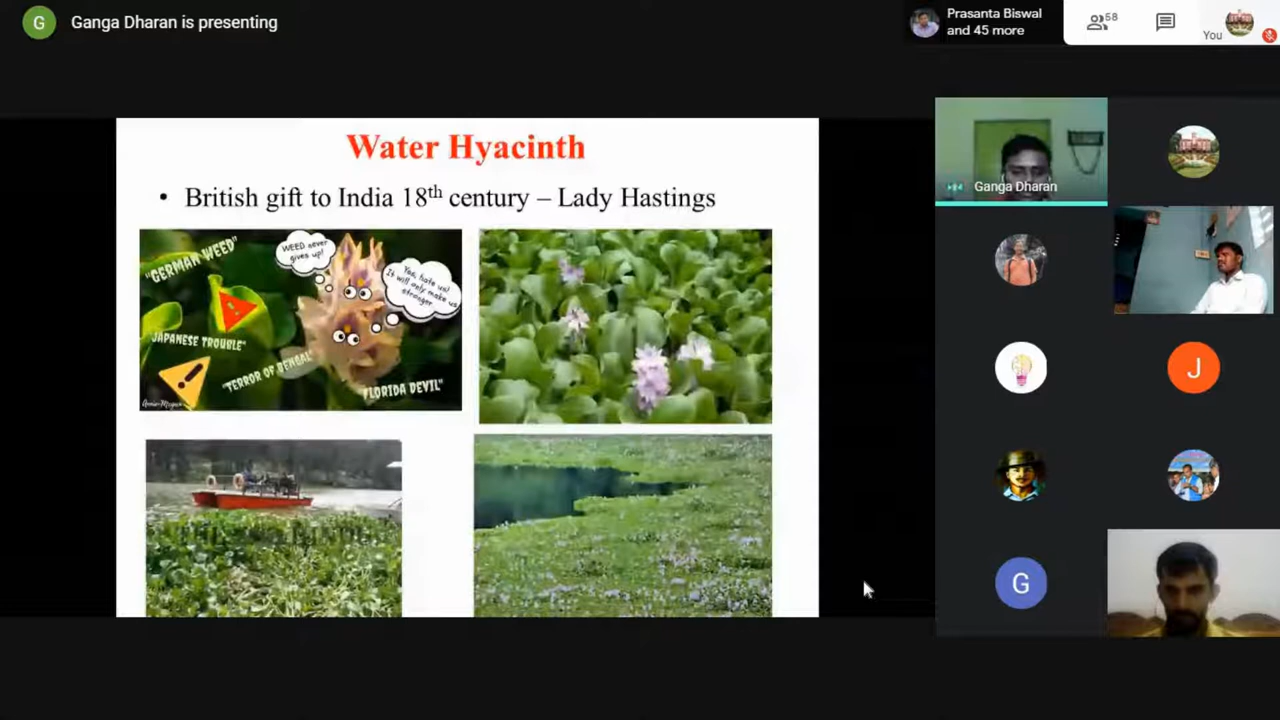 G
Ganga Dharan is presenting
Prasanta Biswal
and 45 more
58
You
Water Hyacinth
• British gift to India 18th century – Lady Hastings
"GERMAN WEED"
WEED never
gives up!
Yes, hate us!
It will only make us
stronger
JAPANESE TROUBLE"
"TERROR OF BENGAL"
FLORIDA DEVIL"
Ganga Dharan
J
G